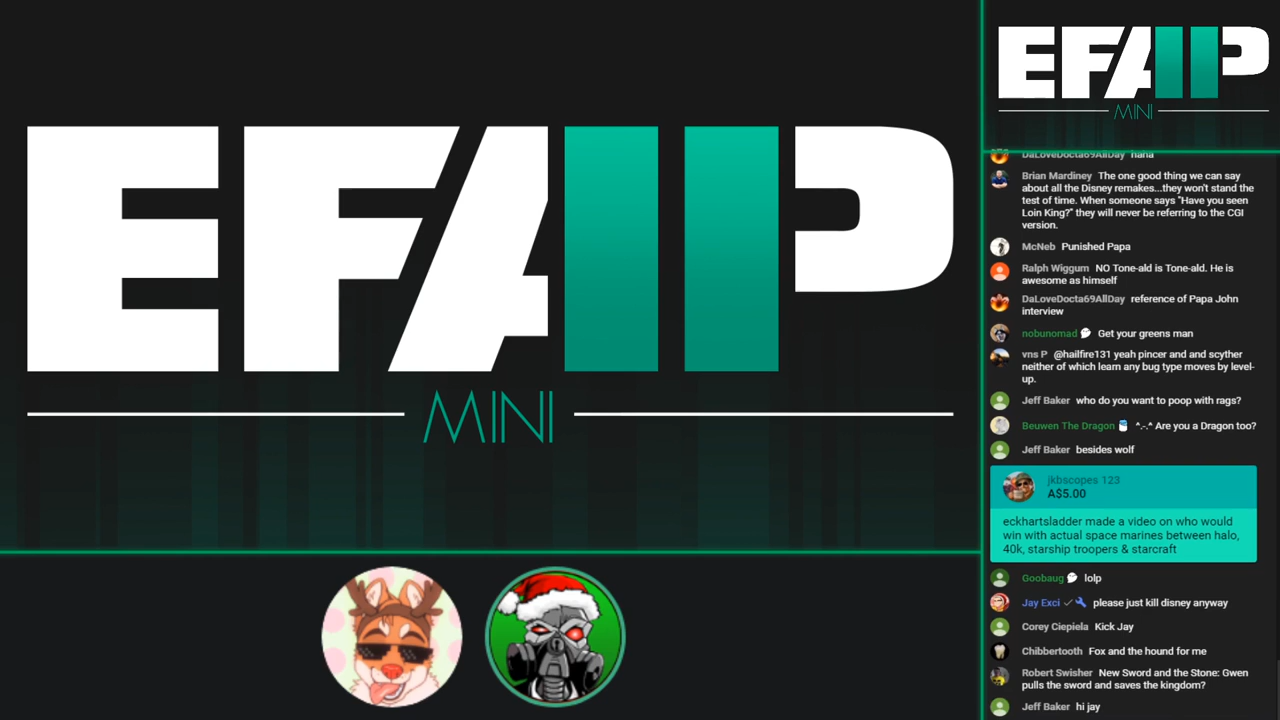 EFAP
MINI
EFAP
MINI
DaLoveDocta69AllDay haha
Brian Mardiney The one good thing we can say
about all the Disney remakes...they won't stand the
test of time. When someone says "Have you seen
Loin King?" they will never be referring to the CGI
version.
McNeb Punished Papa
Ralph Wiggum NO Tone-ald is Tone-ald. He is
awesome as himself
DaLoveDocta69AllDay reference of Papa John
interview
nobunomad Get your greens man
vns P @hailfire131 yeah pincer and and scyther
neither of which learn any bug type moves by level-
up.
Jeff Baker who do you want to poop with rags?
Beuwen The Dragon ^.-.^ Are you a Dragon too?
Jeff Baker besides wolf
jkbscopes 123
A$5.00
eckhartsladder made a video on who would
win with actual space marines between halo,
40k, starship troopers & starcraft
Goobaug lolp
Jay Exci please just kill disney anyway
Corey Ciepiela Kick Jay
Chibbertooth Fox and the hound for me
Robert Swisher New Sword and the Stone: Gwen
pulls the sword and saves the kingdom?
Jeff Baker hi jay